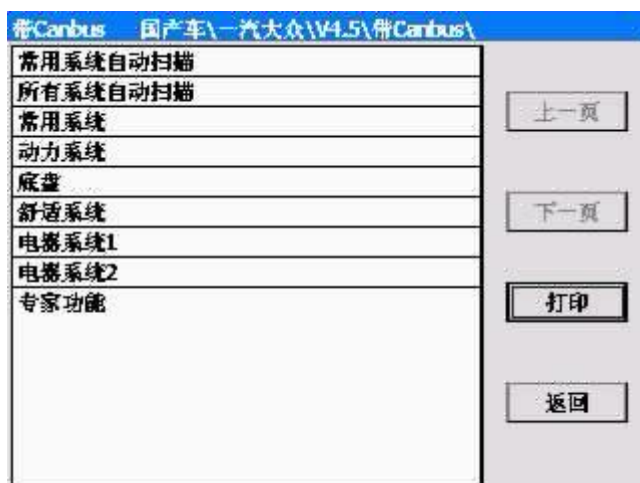 带Canbus 国产车\一汽大众\V4.5\带Canbus\
常用系统自动扫描
所有系统自动扫描
常用系统
动力系统
底盘
舒适系统
电器系统1
电器系统2
专家功能
上一页
下一页
打印
返回